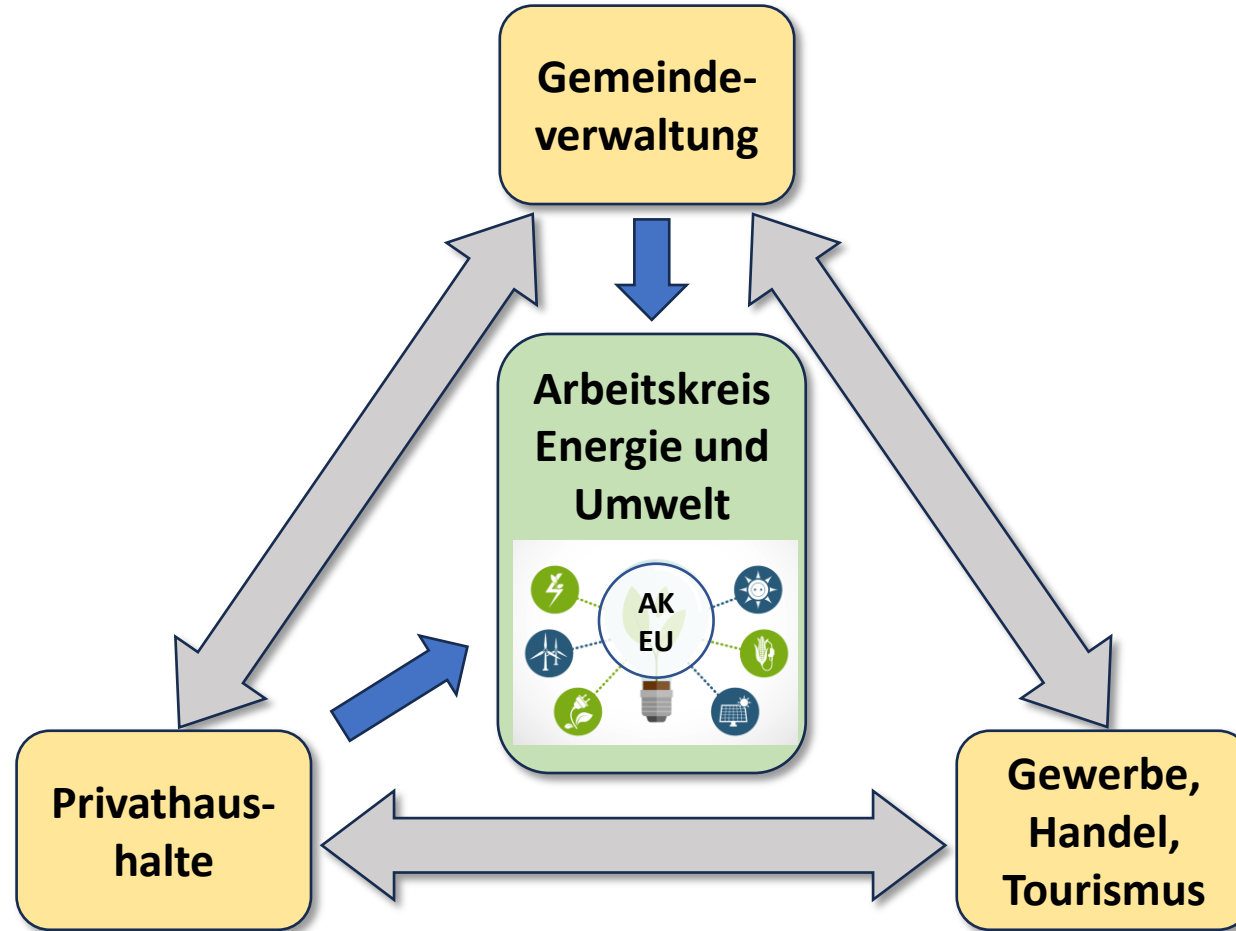 Gemeinde-
verwaltung
Arbeitskreis
Energie und
Umwelt
AK
EU
Privathaus-
halte
Gewerbe,
Handel,
Tourismus